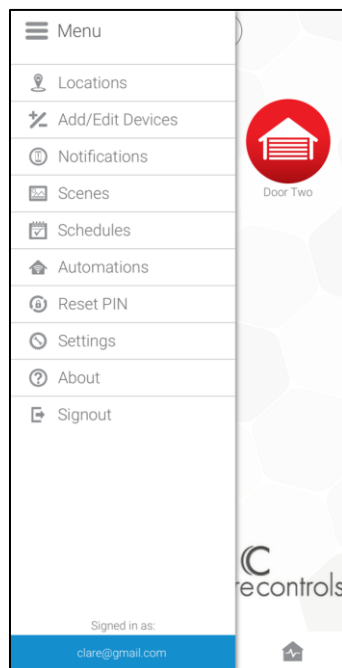 Menu
Locations
Add/Edit Devices
Notifications
Scenes
Schedules
Automations
Reset PIN
Settings
About
Signout
Door Two
econtrols
Signed in as:
clare@gmail.com